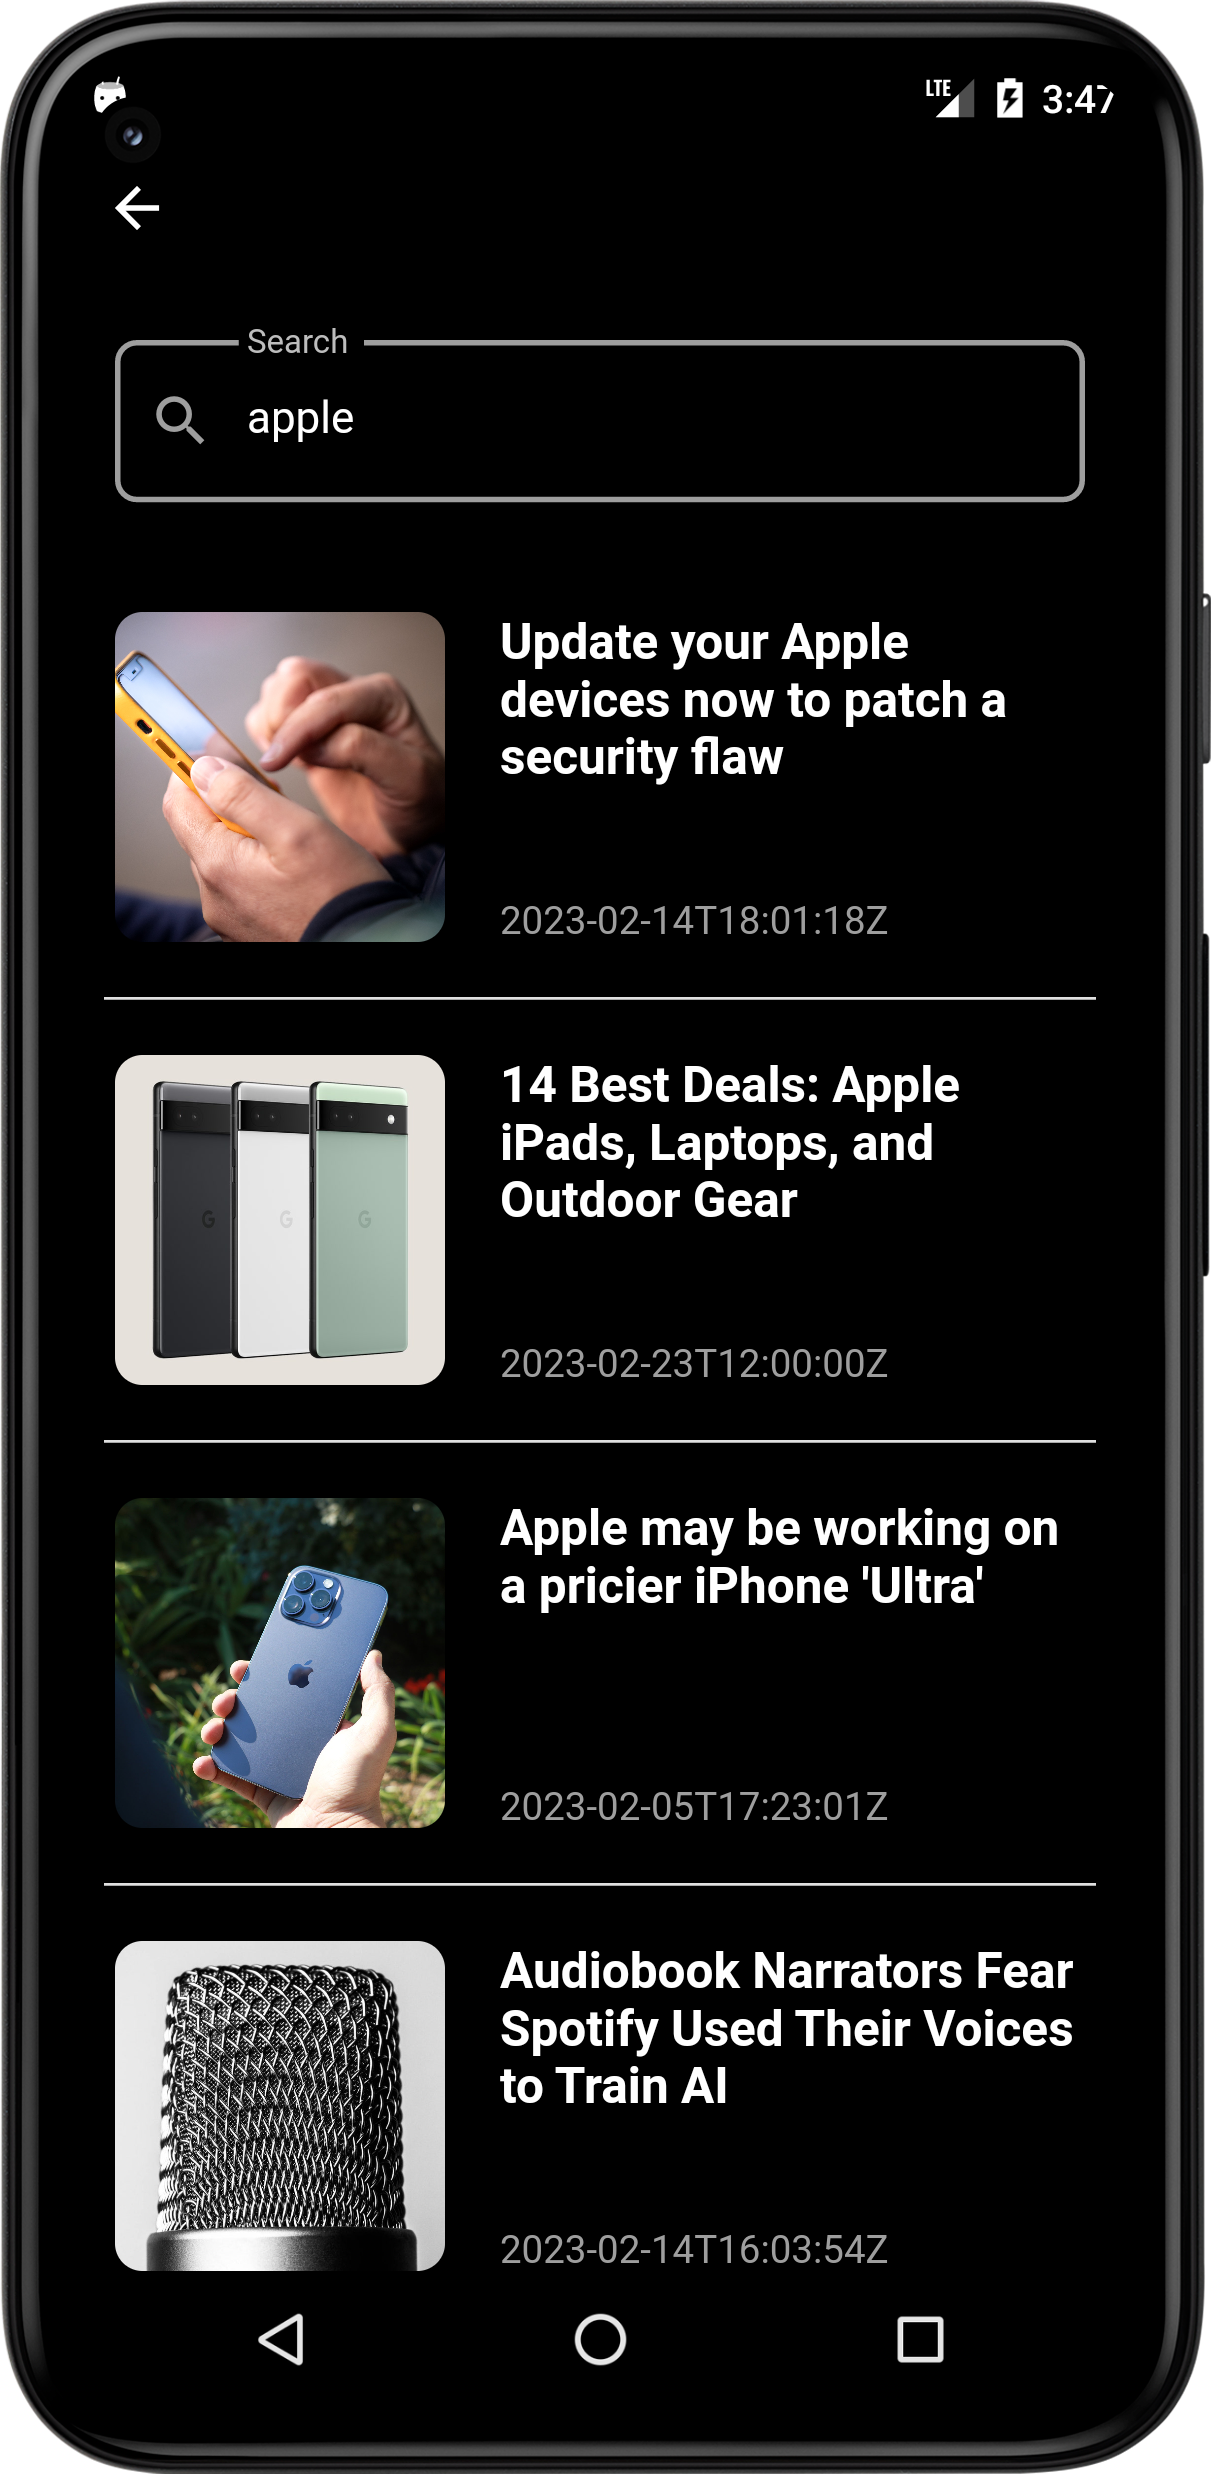 LTE 3:47
Search
apple
Update your Apple
devices now to patch a
security flaw
2023-02-14T18:01:18Z
14 Best Deals: Apple
iPads, Laptops, and
Outdoor Gear
2023-02-23T12:00:00Z
Apple may be working on
a pricier iPhone 'Ultra'
2023-02-05T17:23:01Z
Audiobook Narrators Fear
Spotify Used Their Voices
to Train AI
2023-02-14T16:03:54Z